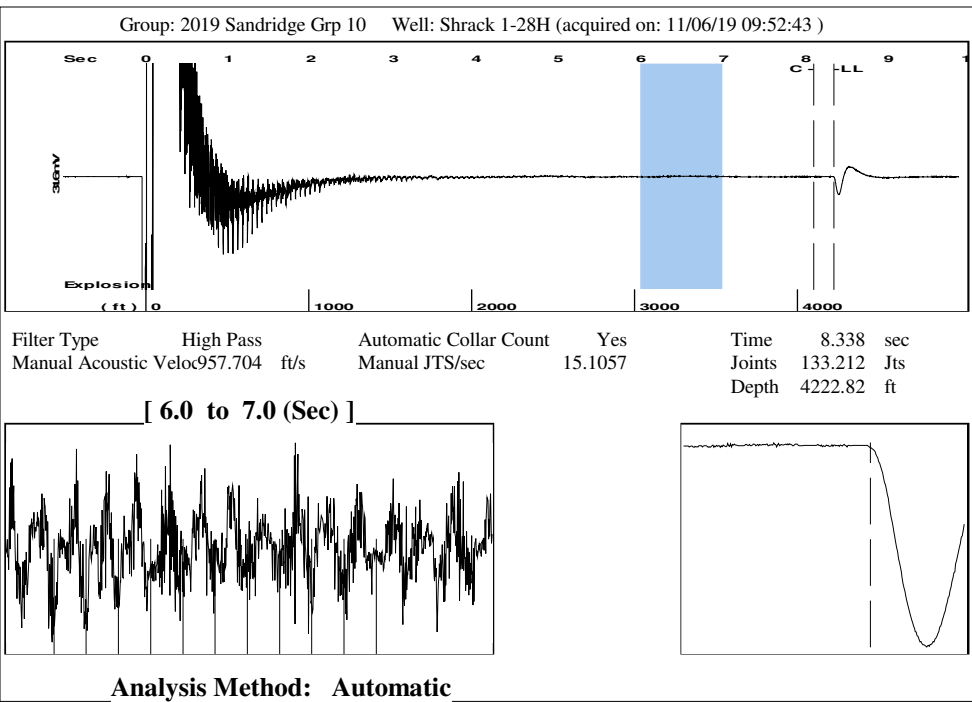 Group: 2019 Sandridge Grp 10 Well: Shrack 1-28H (acquired on: 11/06/19 09:52:43 )
Sec 0 1 2 3 4 5 6 7 8 9 1
C LL
3.6mV
Explosion
(ft) 0 1000 2000 3000 4000
Filter Type High Pass Automatic Collar Count Yes Time 8.338 sec
Manual Acoustic Veloc957.704 ft/s Manual JTS/sec 15.1057 Joints 133.212 Jts
Depth 4222.82 ft
[ 6.0 to 7.0 (Sec) ]
Analysis Method: Automatic